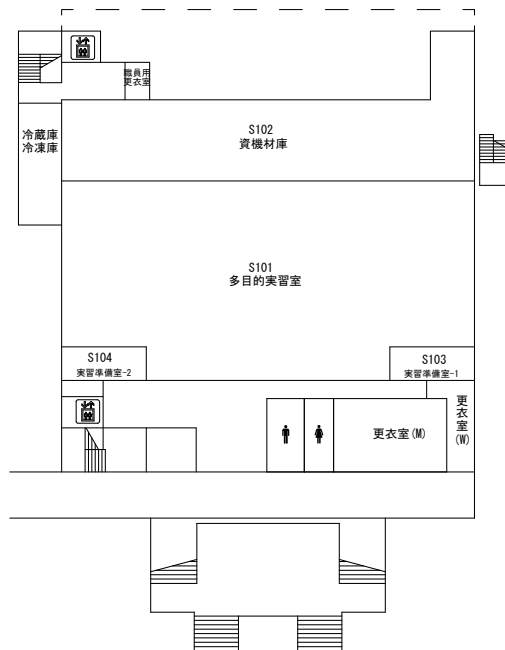 職員用
更衣室
S102
資機材庫
冷蔵庫
冷凍庫
S101
多目的実習室
S104
実習準備室-2
S103
実習準備室-1
更衣室(M)
更衣室(W)